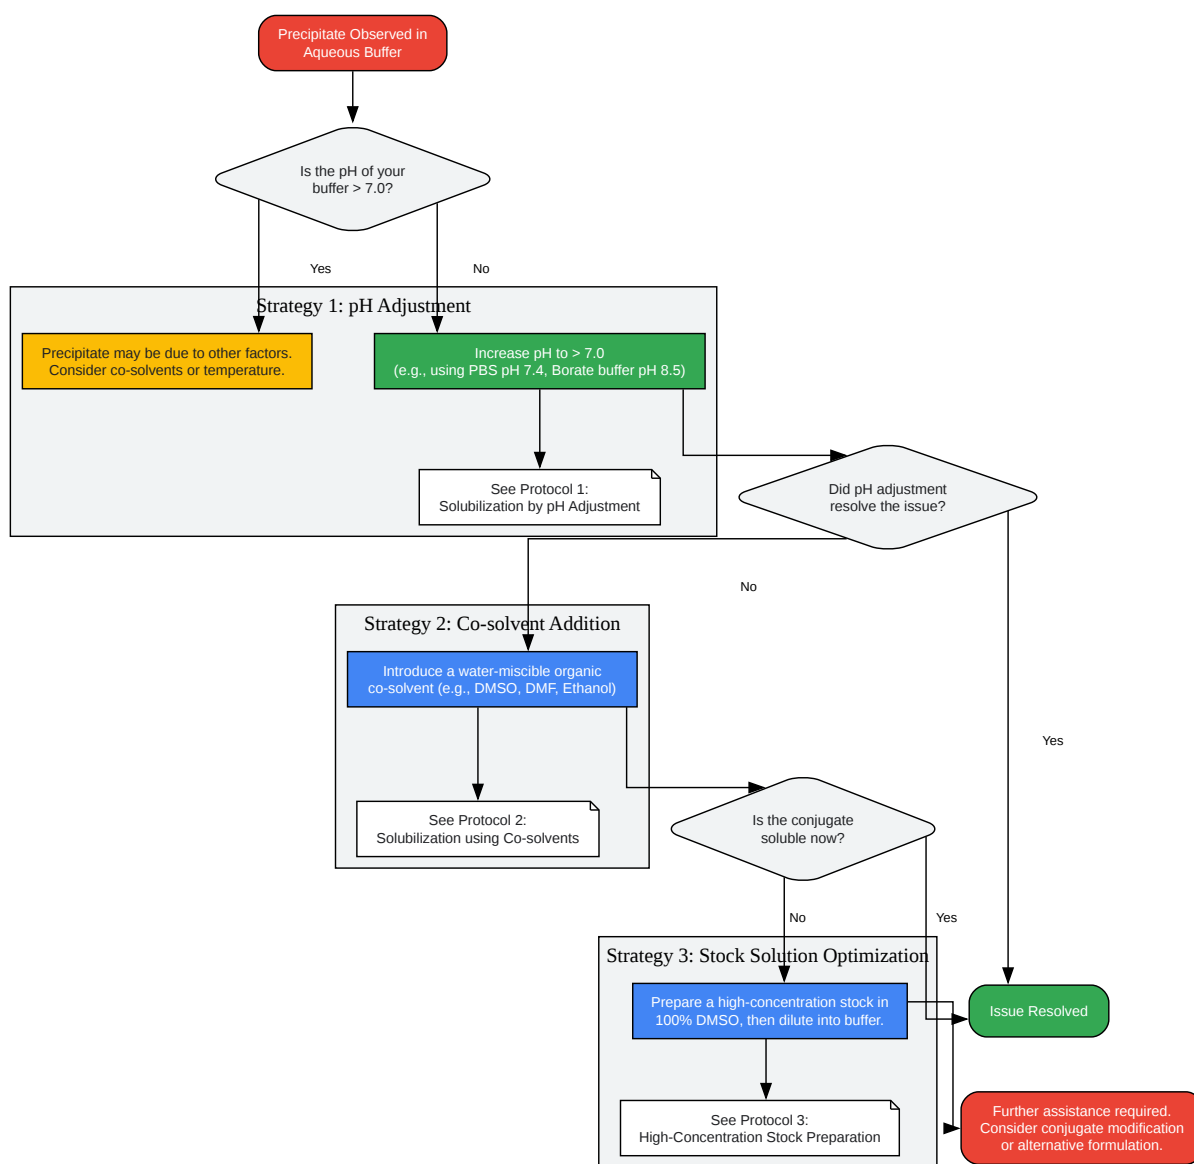 Precipitate Observed in
Aqueous Buffer
Is the pH of your
buffer > 7.0?
Yes
No
Strategy 1: pH Adjustment
Precipitate may be due to other factors.
Consider co-solvents or temperature.
Increase pH to > 7.0
(e.g., using PBS pH 7.4, Borate buffer pH 8.5)
See Protocol 1:
Solubilization by pH Adjustment
Did pH adjustment
resolve the issue?
No
Strategy 2: Co-solvent Addition
Introduce a water-miscible organic
co-solvent (e.g., DMSO, DMF, Ethanol)
Yes
See Protocol 2:
Solubilization using Co-solvents
Is the conjugate
soluble now?
No
Yes
Strategy 3: Stock Solution Optimization
Prepare a high-concentration stock in
100% DMSO, then dilute into buffer.
Issue Resolved
See Protocol 3:
High-Concentration Stock Preparation
Further assistance required.
Consider conjugate modification
or alternative formulation.